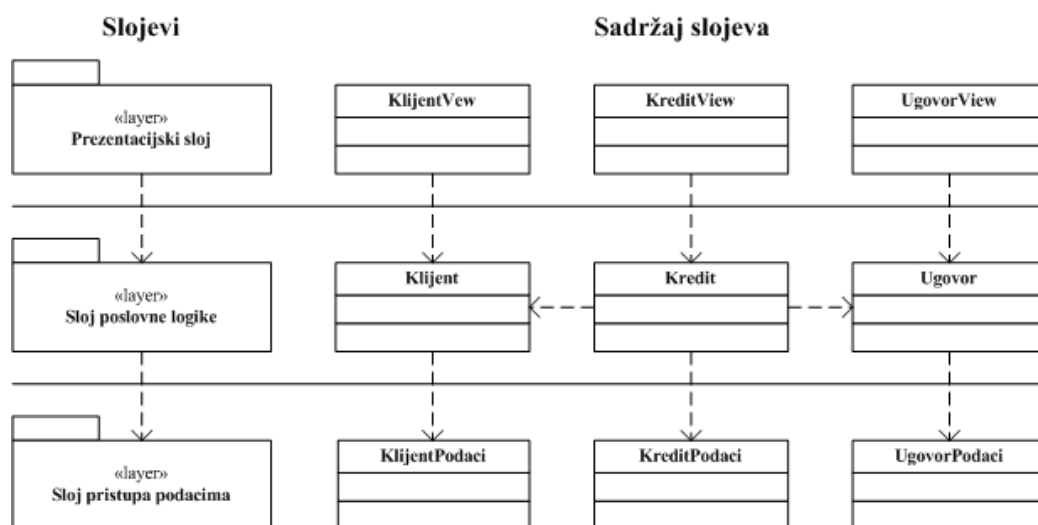 Slojevi
Sadržaj slojeva
«layer»
Prezentacijski sloj
KlijentVew
KreditView
UgovorView
«layer»
Sloj poslovne logike
Klijent
Kredit
Ugovor
«layer»
Sloj pristupa podacima
KlijentPodaci
KreditPodaci
UgovorPodaci